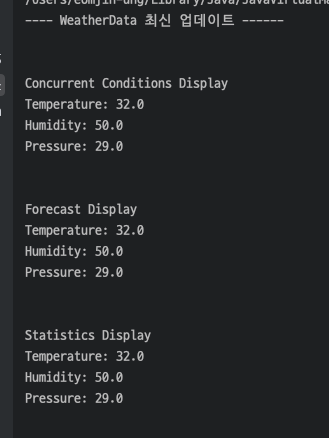 ---- WeatherData 최신 업데이트 ------
Concurrent Conditions Display
Temperature: 32.0
Humidity: 50.0
Pressure: 29.0
Forecast Display
Temperature: 32.0
Humidity: 50.0
Pressure: 29.0
Statistics Display
Temperature: 32.0
Humidity: 50.0
Pressure: 29.0